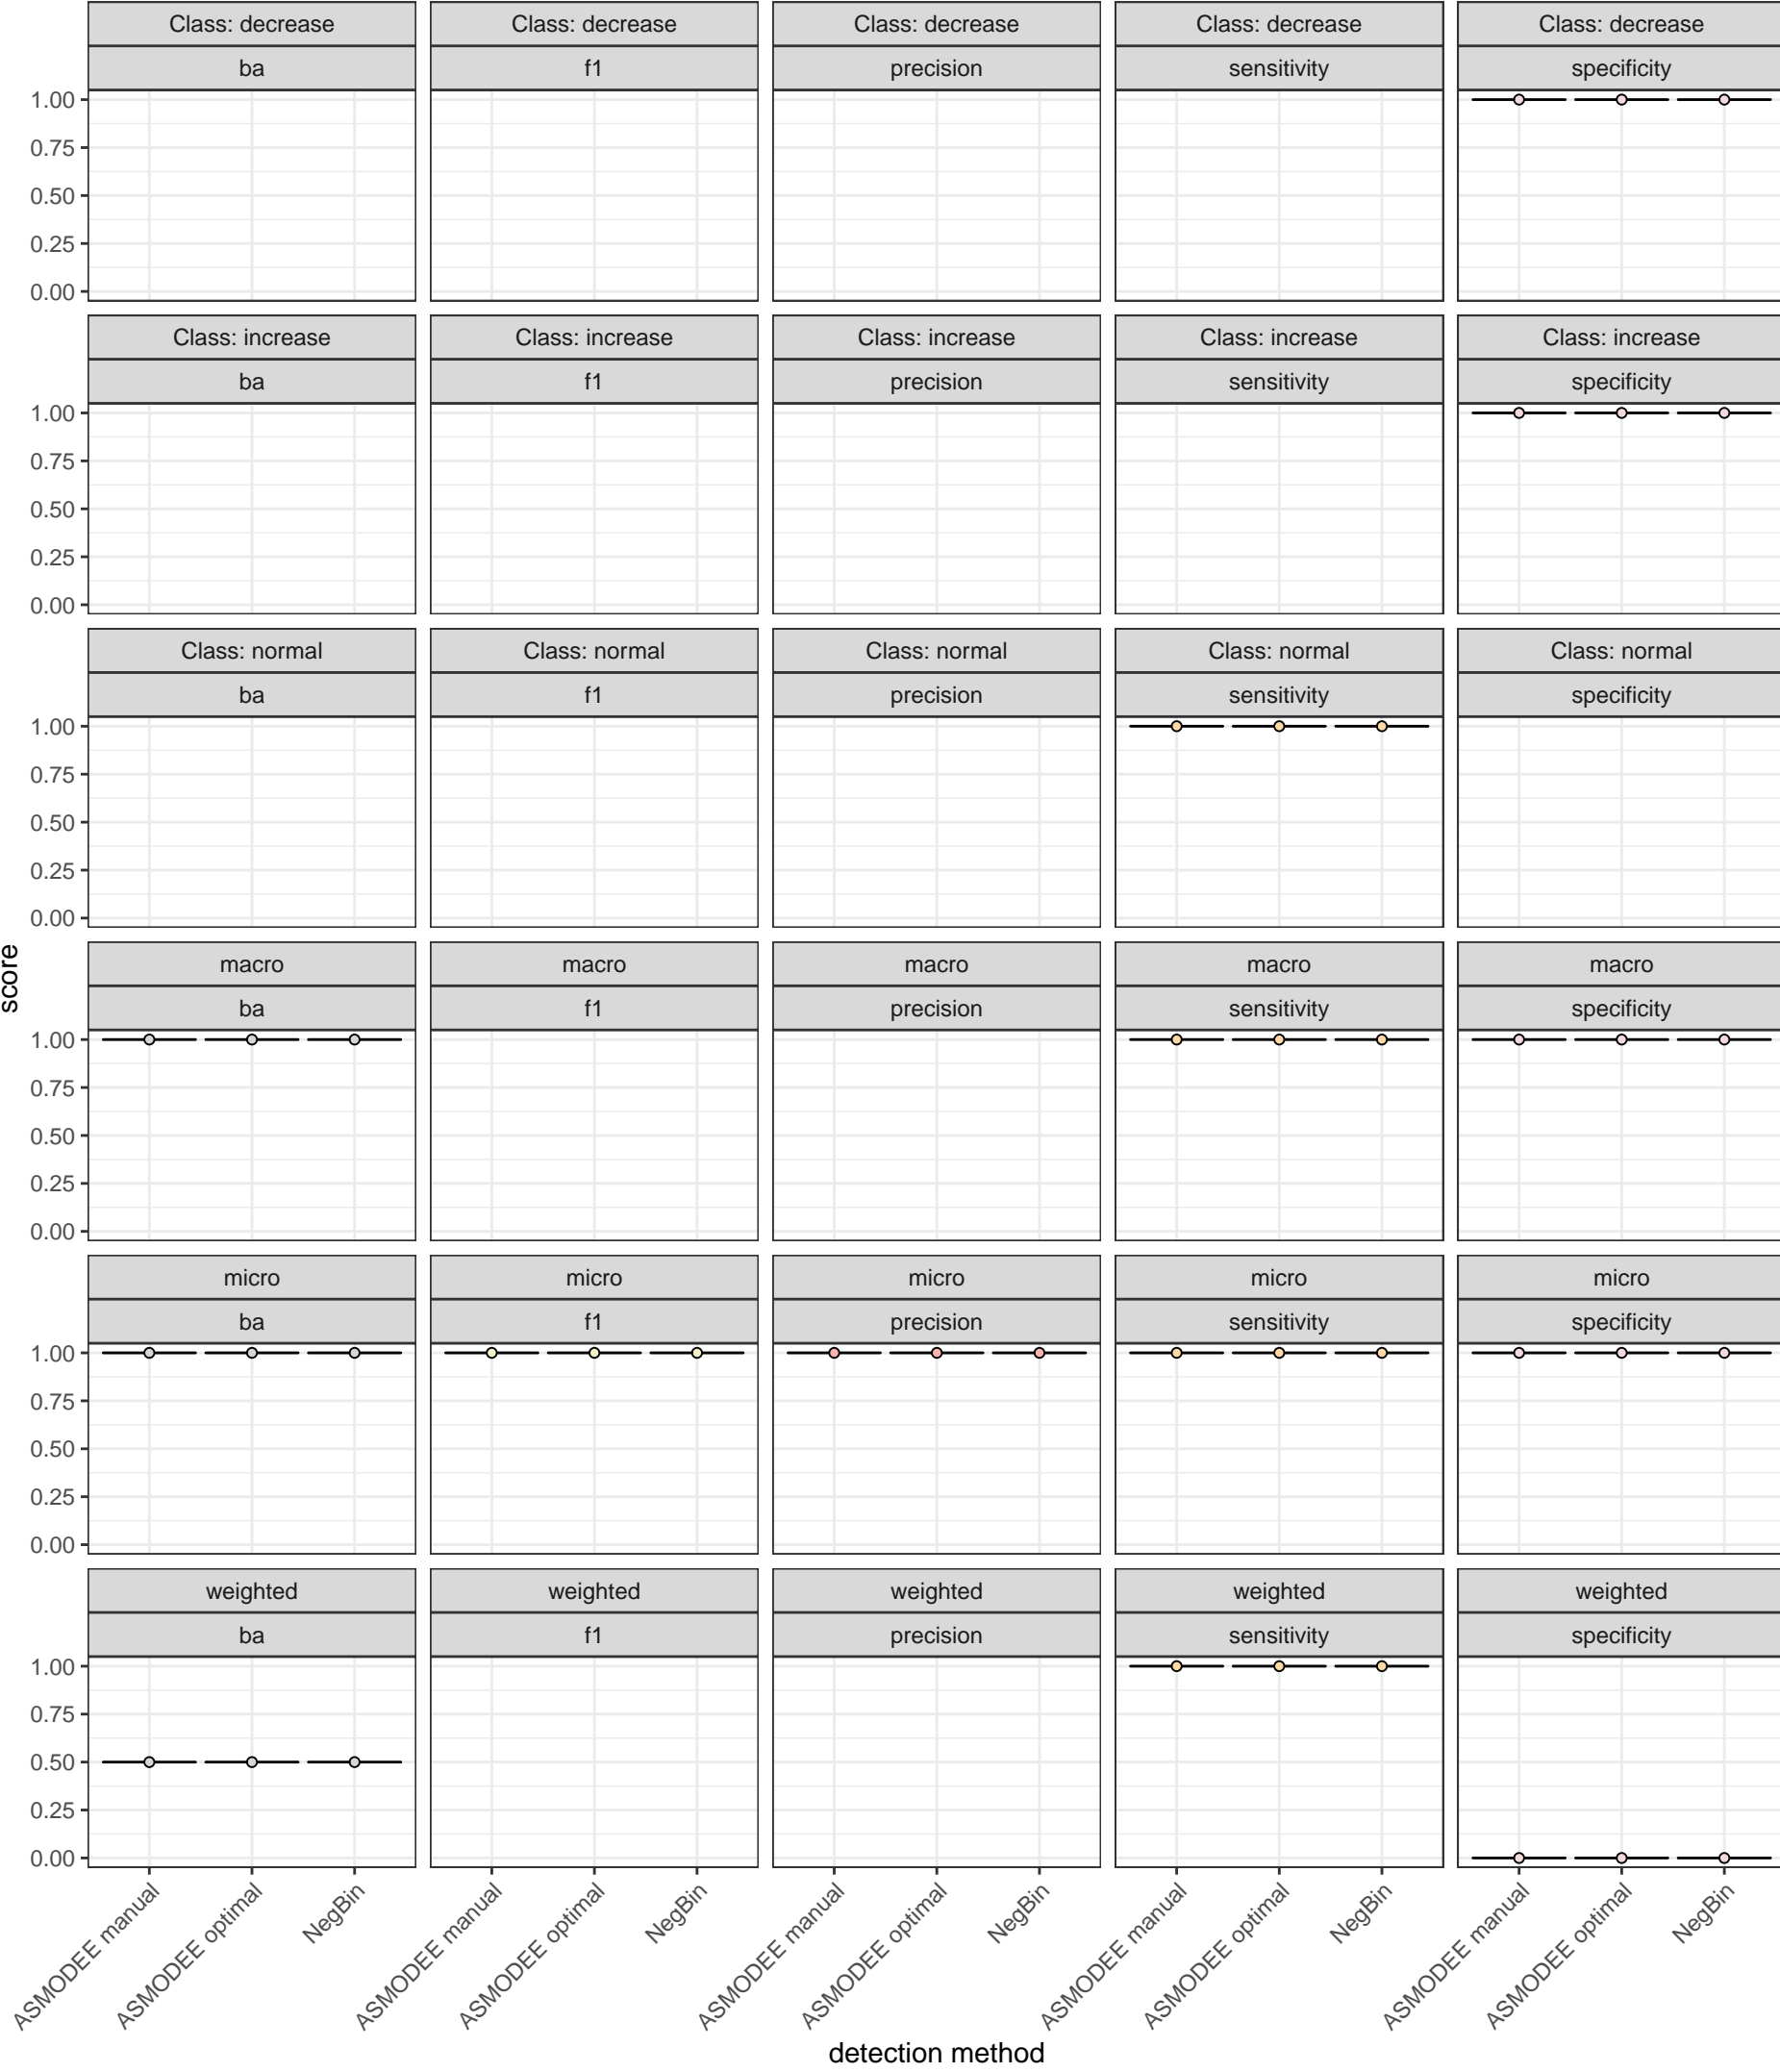 Class: decrease Class: decrease Class: decrease Class: decrease Class: decrease
ba f1 precision sensitivity specificity
1.00
0.75
0.50
0.25
0.00
Class: increase Class: increase Class: increase Class: increase Class: increase
ba f1 precision sensitivity specificity
1.00
0.75
0.50
0.25
0.00
Class: normal Class: normal Class: normal Class: normal Class: normal
ba f1 precision sensitivity specificity
1.00
0.75
0.50
0.25
0.00
score
macro macro macro macro macro
ba f1 precision sensitivity specificity
1.00
0.75
0.50
0.25
0.00
micro micro micro micro micro
ba f1 precision sensitivity specificity
1.00
0.75
0.50
0.25
0.00
weighted weighted weighted weighted weighted
ba f1 precision sensitivity specificity
1.00
0.75
0.50
0.25
0.00
ASMODEE manual ASMODEE optimal NegBin ASMODEE manual ASMODEE optimal NegBin ASMODEE manual ASMODEE optimal NegBin ASMODEE manual ASMODEE optimal NegBin ASMODEE manual ASMODEE optimal NegBin
detection method